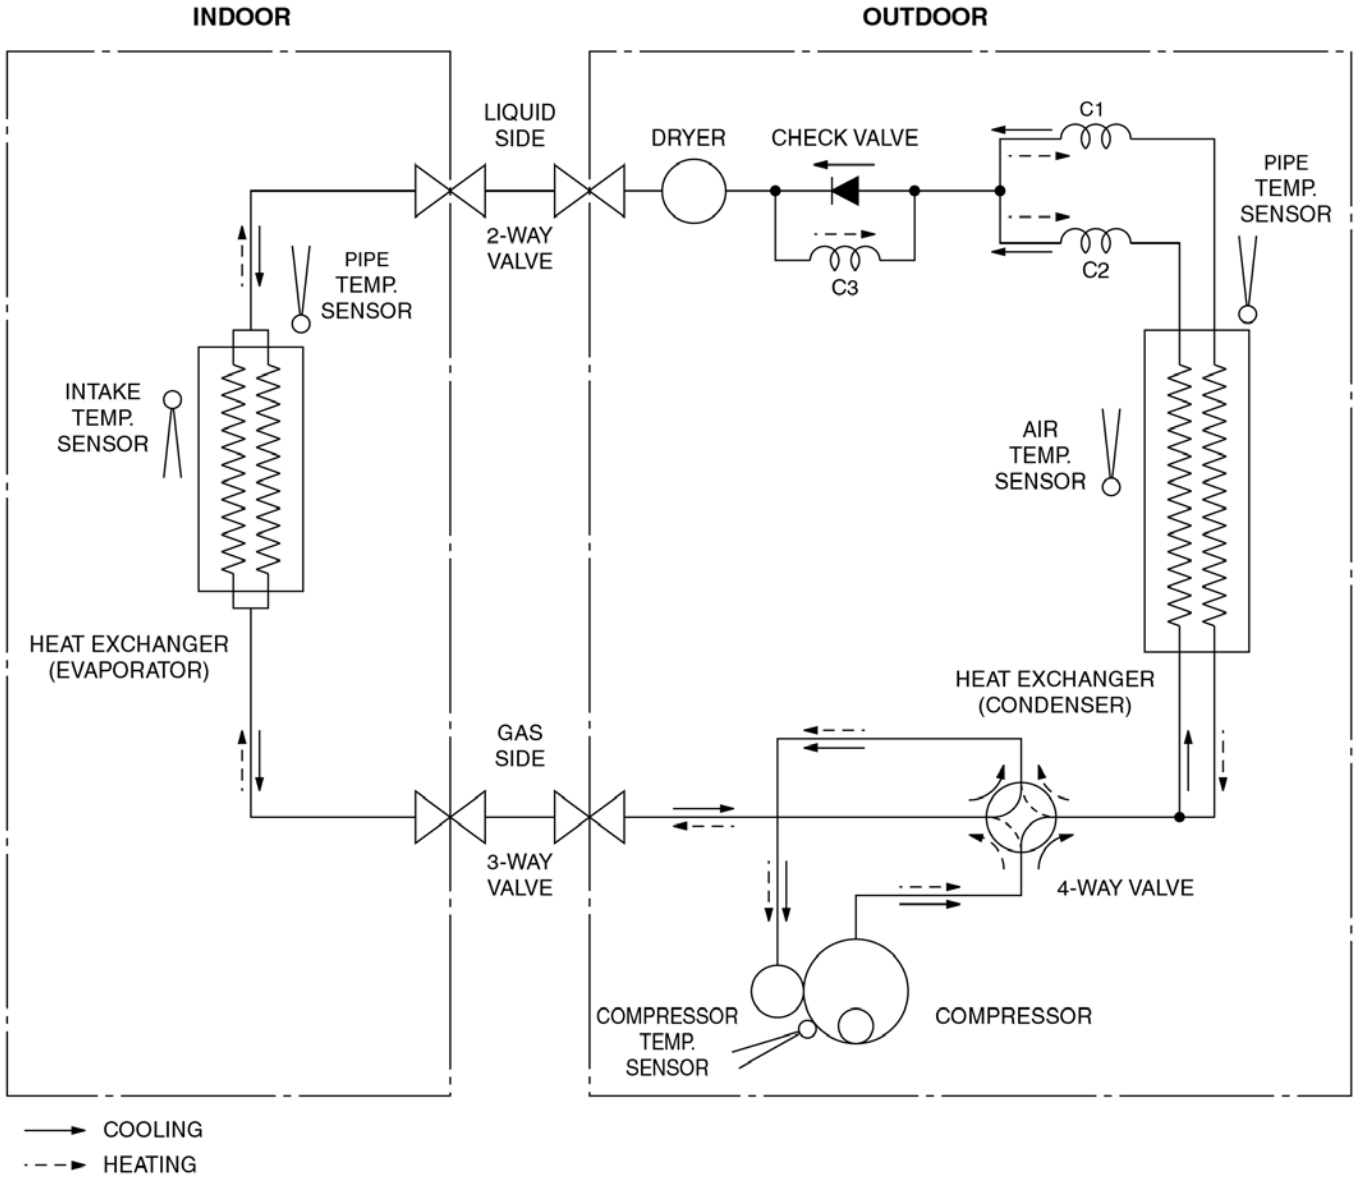 INDOOR
OUTDOOR
LIQUID
SIDE
DRYER
CHECK VALVE
C1
PIPE
TEMP.
SENSOR
2-WAY
VALVE
PIPE
TEMP.
SENSOR
C3
C2
INTAKE
TEMP.
SENSOR
AIR
TEMP.
SENSOR
HEAT EXCHANGER
(EVAPORATOR)
HEAT EXCHANGER
(CONDENSER)
GAS
SIDE
3-WAY
VALVE
4-WAY VALVE
COMPRESSOR
TEMP.
SENSOR
COMPRESSOR
COOLING
HEATING